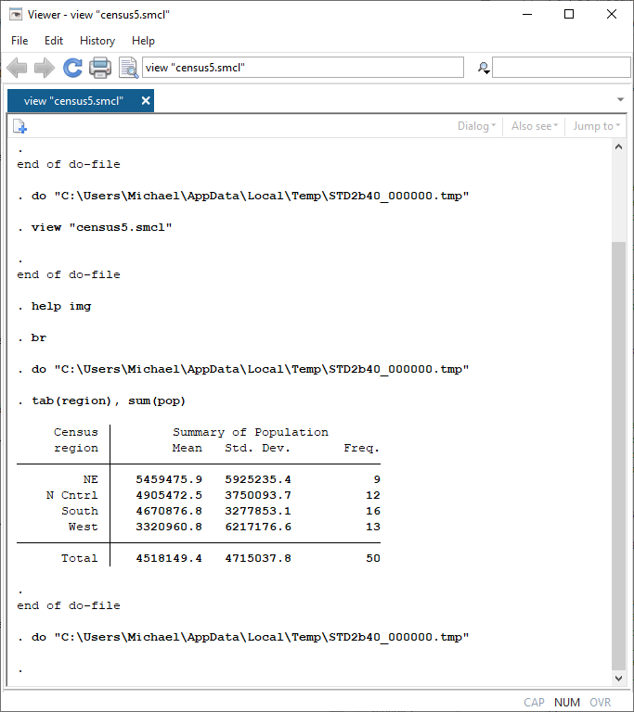 Viewer - view "census5.smcl"
File Edit History Help
view "census5.smcl"
view "census5.smcl"
Dialog Also see Jump to
.
end of do-file
. do "C:\Users\Michael\AppData\Local\Temp\STD2b40_000000.tmp"
. view "census5.smcl"
.
end of do-file
. help img
. br
. do "C:\Users\Michael\AppData\Local\Temp\STD2b40_000000.tmp"
. tab(region), sum(pop)
Census Summary of Population
region Mean Std. Dev. Freq.
NE 5459475.9 5925235.4 9
N Cntrl 4905472.5 3750093.7 12
South 4670876.8 3277853.1 16
West 3320960.8 6217176.6 13
Total 4518149.4 4715037.8 50
.
end of do-file
. do "C:\Users\Michael\AppData\Local\Temp\STD2b40_000000.tmp"
.
CAP NUM OVR